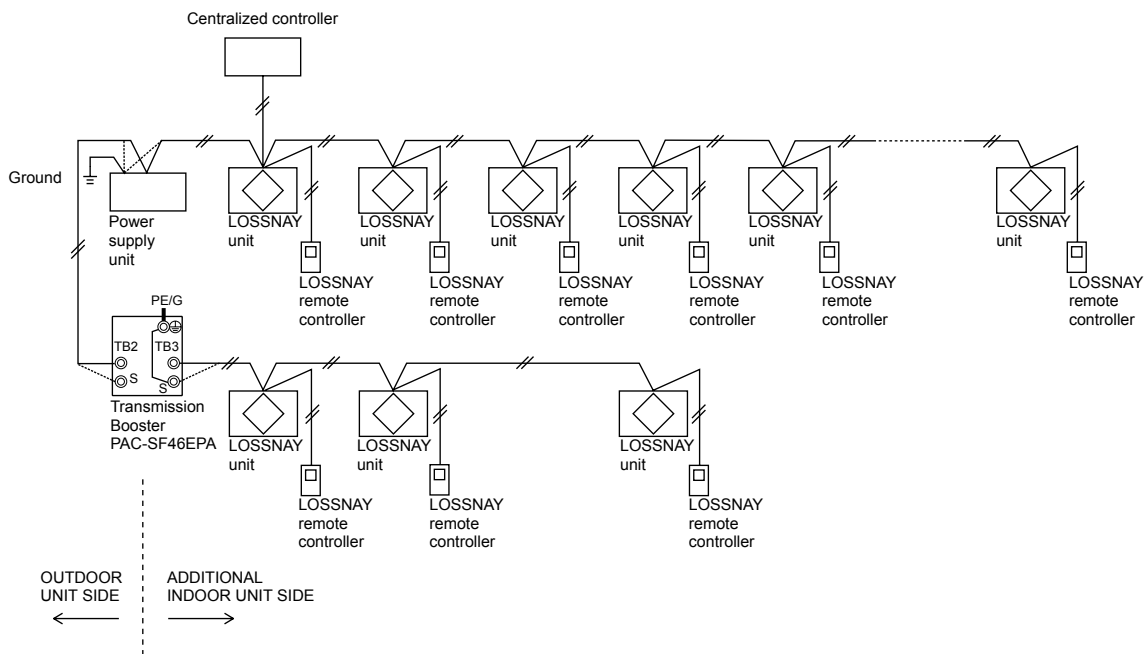 Centralized controller
Ground
Power
supply
unit
LOSSNAY
unit
LOSSNAY
unit
LOSSNAY
unit
LOSSNAY
unit
LOSSNAY
unit
LOSSNAY
unit
LOSSNAY
remote
controller
LOSSNAY
remote
controller
LOSSNAY
remote
controller
LOSSNAY
remote
controller
LOSSNAY
remote
controller
LOSSNAY
remote
controller
PE/G
TB2
TB3
S
S
Transmission
Booster
PAC-SF46EPA
LOSSNAY
unit
LOSSNAY
unit
LOSSNAY
unit
LOSSNAY
remote
controller
LOSSNAY
remote
controller
LOSSNAY
remote
controller
OUTDOOR
UNIT SIDE
ADDITIONAL
INDOOR UNIT SIDE